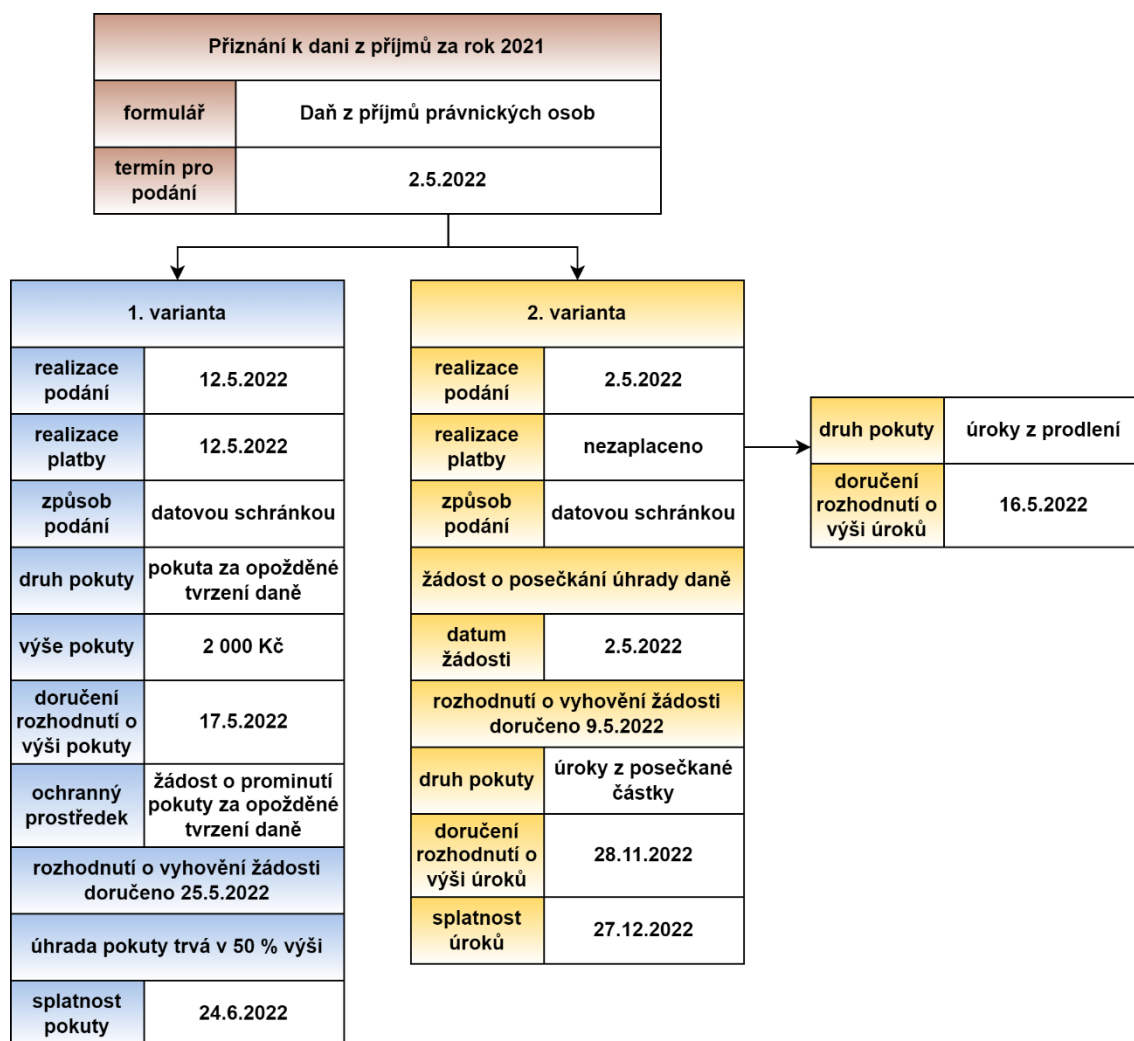 Přiznání k dani z příjmů za rok 2021
formulář
Daň z příjmů právnických osob
termín pro
podání
2.5.2022
1. varianta
realizace
podání
12.5.2022
realizace
platby
12.5.2022
způsob
podání
datovou schránkou
druh pokuty
pokuta za opožděné
tvrzení daně
výše pokuty
2 000 Kč
doručení
rozhodnutí o
výši pokuty
17.5.2022
ochranný
prostředek
žádost o prominutí
pokuty za opožděné
tvrzení daně
rozhodnutí o vyhovění žádosti
doručeno 25.5.2022
úhrada pokuty trvá v 50 % výši
splatnost
pokuty
24.6.2022
2. varianta
realizace
podání
2.5.2022
realizace
platby
nezaplaceno
způsob
podání
datovou schránkou
žádost o posečkání úhrady daně
datum
žádosti
2.5.2022
rozhodnutí o vyhovění žádosti
doručeno 9.5.2022
druh pokuty
úroky z posečkané
částky
doručení
rozhodnutí o
výši úroků
28.11.2022
splatnost
úroků
27.12.2022
druh pokuty
úroky z prodlení
doručení
rozhodnutí o
výši úroků
16.5.2022